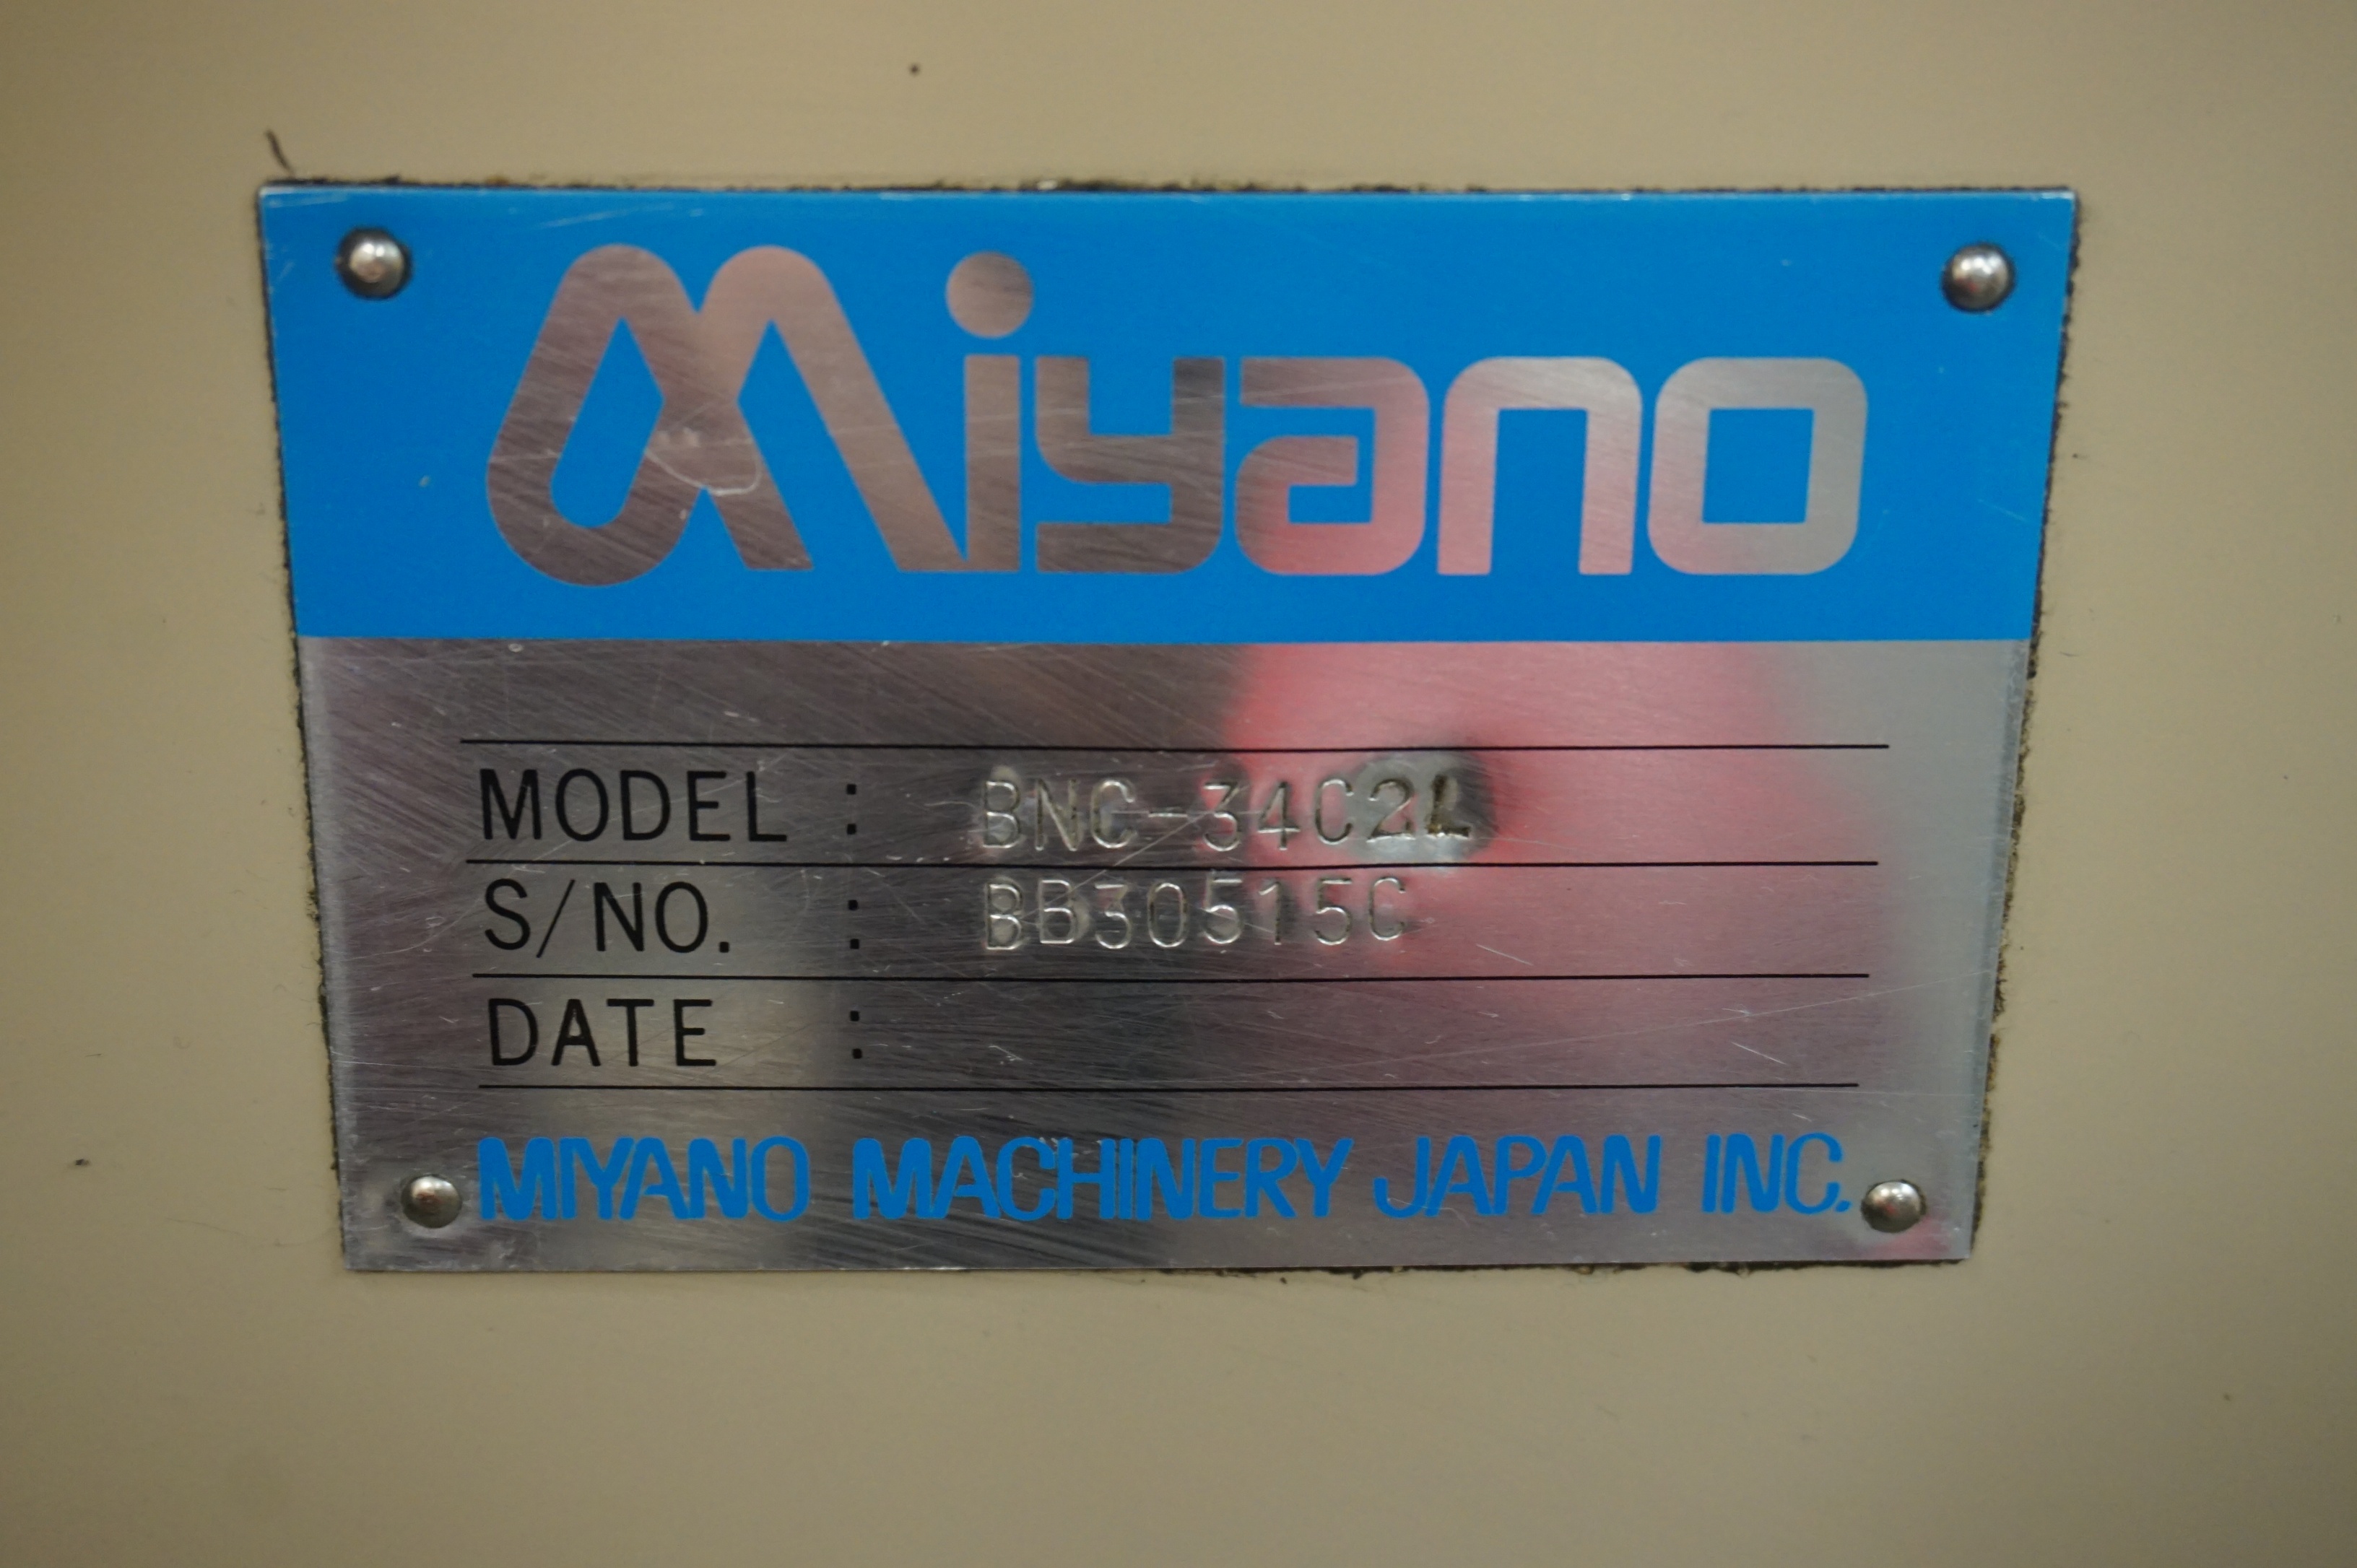 Miyano
MODEL : BNC-34C2L
S/NO. : BB30515C
DATE :
MIYANO MACHINERY JAPAN INC.